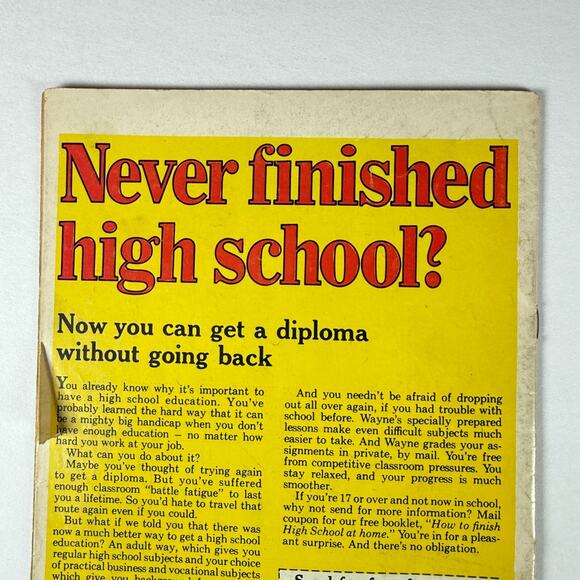 Never finished
high school?
Now you can get a diploma
without going back
You already know why it's important to
have a high school education. You've
probably learned the hard way that it can
be a mighty big handicap when you don't
have enough education – no matter how
hard you work at your job.
What can you do about it?
Maybe you've thought of trying again
to get a diploma. But you've suffered
enough classroom "battle fatigue" to last
you a lifetime. So you'd hate to travel that
route again even if you could.
But what if we told you that there was
now a much better way to get a high school
education? An adult way, which gives you
regular high school subjects and your choice
of practical business and vocational subjects
which give you
And you needn't be afraid of dropping
out all over again, if you had trouble with
school before. Wayne's specially prepared
lessons make even difficult subjects much
easier to take. And Wayne grades your as-
signments in private, by mail. You're free
from competitive classroom pressures. You
stay relaxed, and your progress is much
smoother.
If you're 17 or over and not now in school,
why not send for more information? Mail
coupon for our free booklet, "How to finish
High School at home." You're in for a pleas-
ant surprise. And there's no obligation.